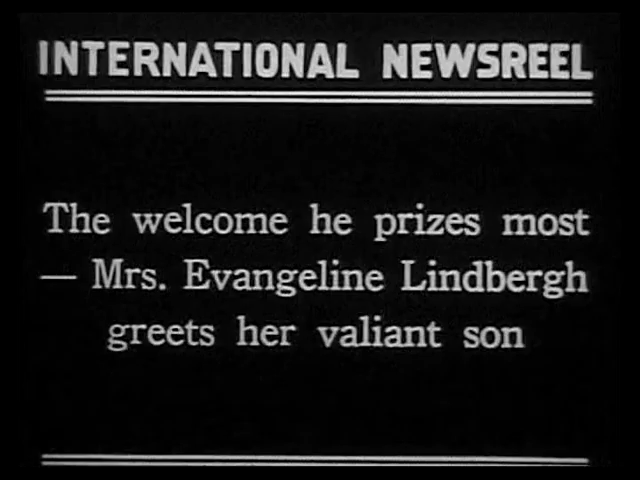 INTERNATIONAL NEWSREEL
The welcome he prizes most
— Mrs. Evangeline Lindbergh
greets her valiant son